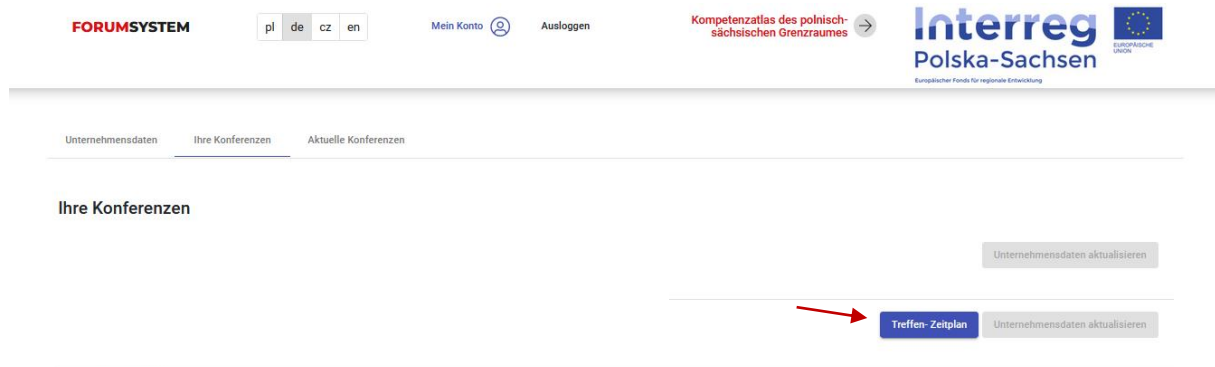 FORUMSYSTEM
pl de cz en
Mein Konto
Ausloggen
Kompetenzatlas des polnisch-
sächsischen Grenzraumes
Interreg
Polska-Sachsen
Europäischer Fonds für regionale Entwicklung
EUROPÄISCHE
UNION
Unternehmensdaten
Ihre Konferenzen
Aktuelle Konferenzen
Ihre Konferenzen
Unternehmensdaten aktualisieren
Treffen- Zeitplan
Unternehmensdaten aktualisieren